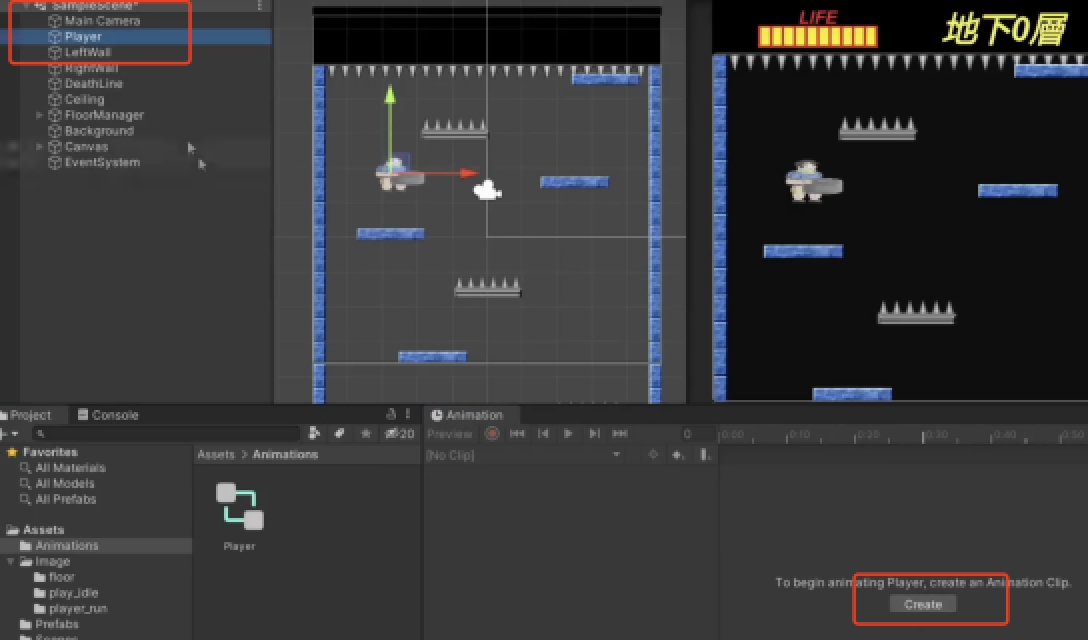 SampleScene*
Main Camera
Player
LeftWall
RightWall
DeathLine
Ceiling
FloorManager
Background
Canvas
EventSystem
LIFE
地下0層
Project
Console
20
Favorites
All Materials
All Models
All Prefabs
Assets
Animations
Image
floor
play_idle
player_run
Prefabs
Scenes
Assets > Animations
Player
Animation
Preview
0
0:00
0:10
0:20
0:30
0:40
0:50
[No Clip]
To begin animating Player, create an Animation Clip.
Create